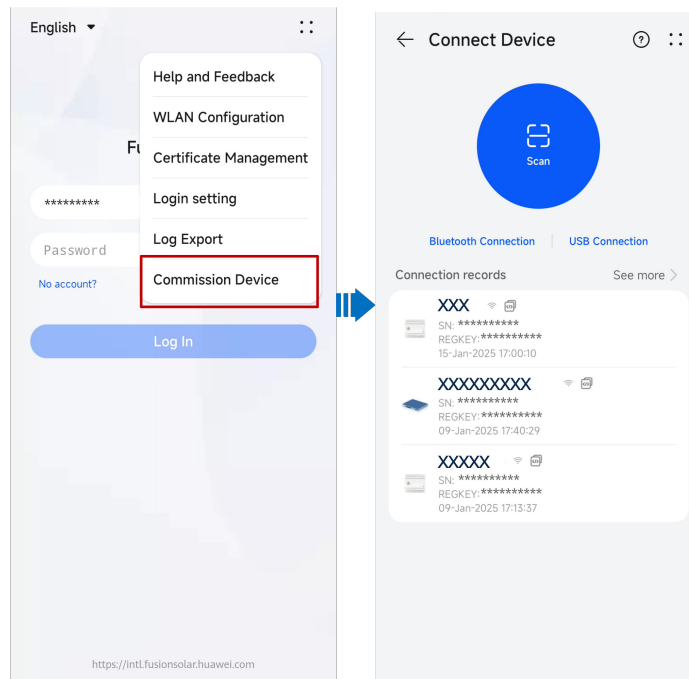 English
Help and Feedback
WLAN Configuration
Certificate Management
Login setting
Log Export
Commission Device
*********
Password
No account?
Log In
https://intl.fusionsolar.huawei.com
Connect Device
Scan
Bluetooth Connection
USB Connection
Connection records
See more
XXX
SN: **********
REGKEY:**********
15-Jan-2025 17:00:10
XXXXXXXXX
SN: **********
REGKEY:**********
09-Jan-2025 17:40:29
XXXXX
SN: **********
REGKEY:**********
09-Jan-2025 17:13:37